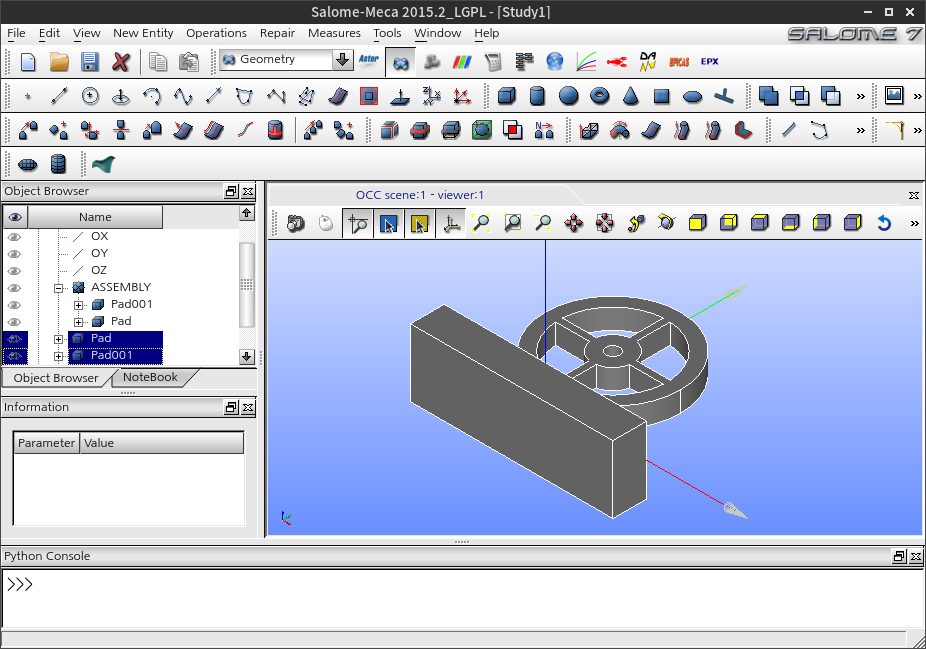 Salome-Meca 2015.2_LGPL - [Study1]
File Edit View New Entity Operations Repair Measures Tools Window Help
SALOME 7
Geometry
Aster
EPICAS
EPX
Object Browser
OCC scene:1 - viewer:1
Name
OX
OY
OZ
ASSEMBLY
Pad001
Pad
Pad
Pad001
Object Browser NoteBook
Information
Parameter Value
Python Console
>>>